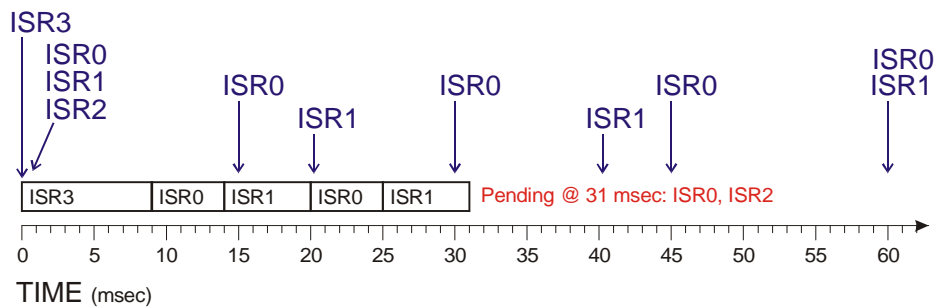 ISR3
ISR0
ISR1
ISR2
ISR0
ISR1
ISR0
ISR1
ISR0
ISR0
ISR1
ISR3 ISR0 ISR1 ISR0 ISR1 Pending @ 31 msec: ISR0, ISR2
0 5 10 15 20 25 30 35 40 45 50 55 60
TIME (msec)